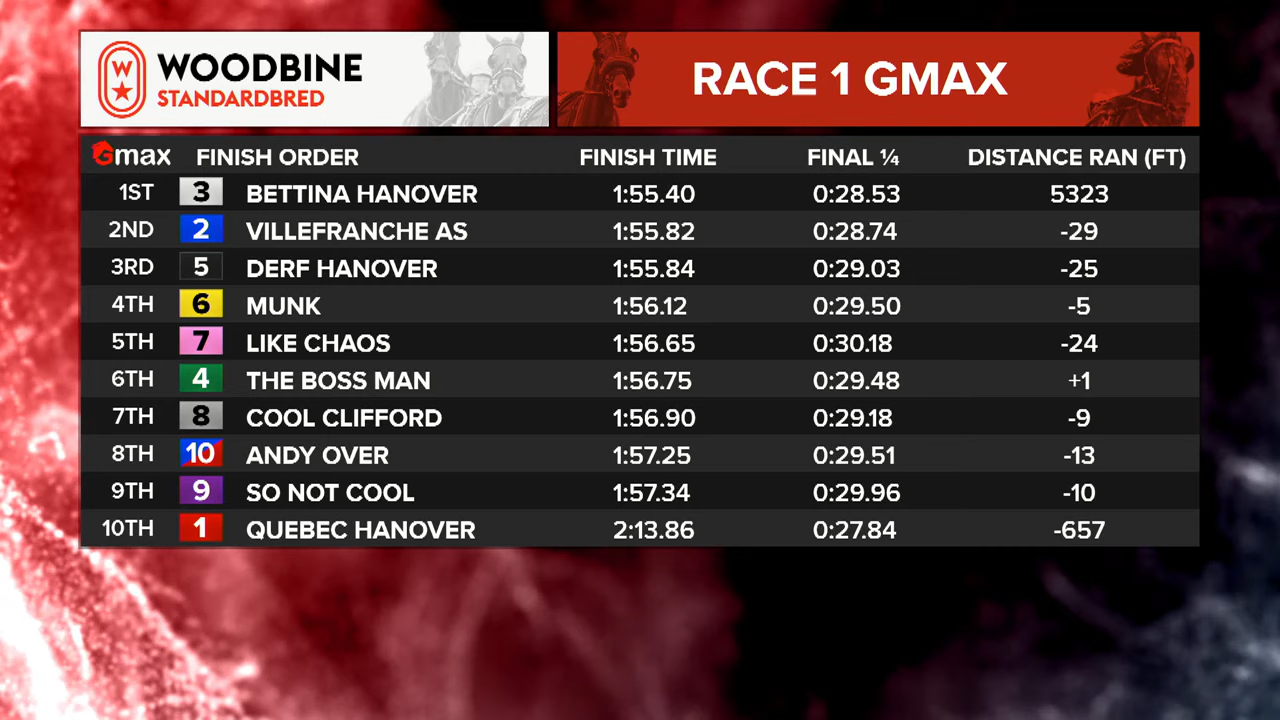 W
WOODBINE
STANDARDBRED
RACE 1 GMAX
Gmax FINISH ORDER FINISH TIME FINAL ¼ DISTANCE RAN (FT)
1ST 3 BETTINA HANOVER 1:55.40 0:28.53 5323
2ND 2 VILLEFRANCHE AS 1:55.82 0:28.74 -29
3RD 5 DERF HANOVER 1:55.84 0:29.03 -25
4TH 6 MUNK 1:56.12 0:29.50 -5
5TH 7 LIKE CHAOS 1:56.65 0:30.18 -24
6TH 4 THE BOSS MAN 1:56.75 0:29.48 +1
7TH 8 COOL CLIFFORD 1:56.90 0:29.18 -9
8TH 10 ANDY OVER 1:57.25 0:29.51 -13
9TH 9 SO NOT COOL 1:57.34 0:29.96 -10
10TH 1 QUEBEC HANOVER 2:13.86 0:27.84 -657